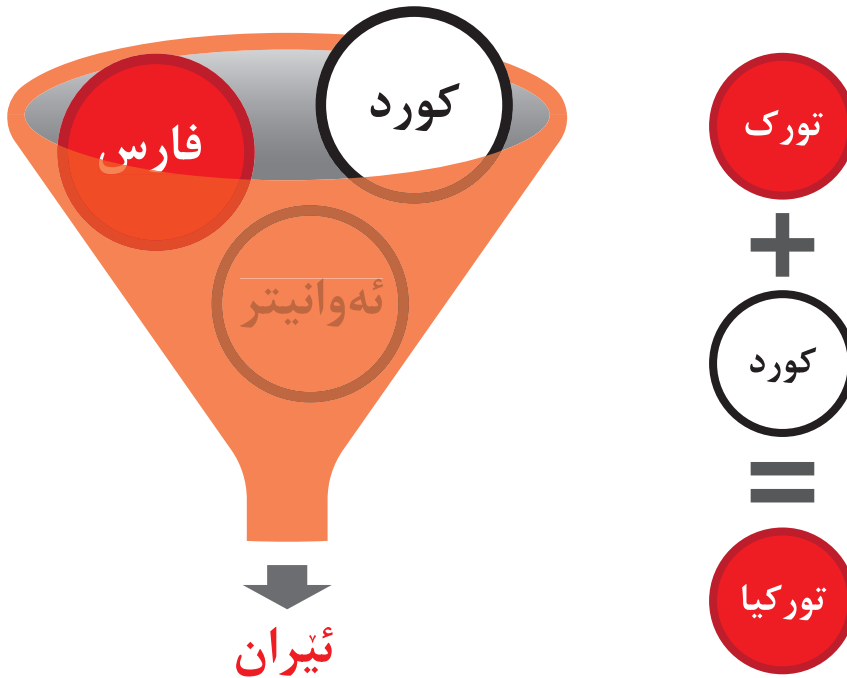 فارس
کورد
ئەوانیتر
ئێران
تورک
+
کورد
=
تورکیا